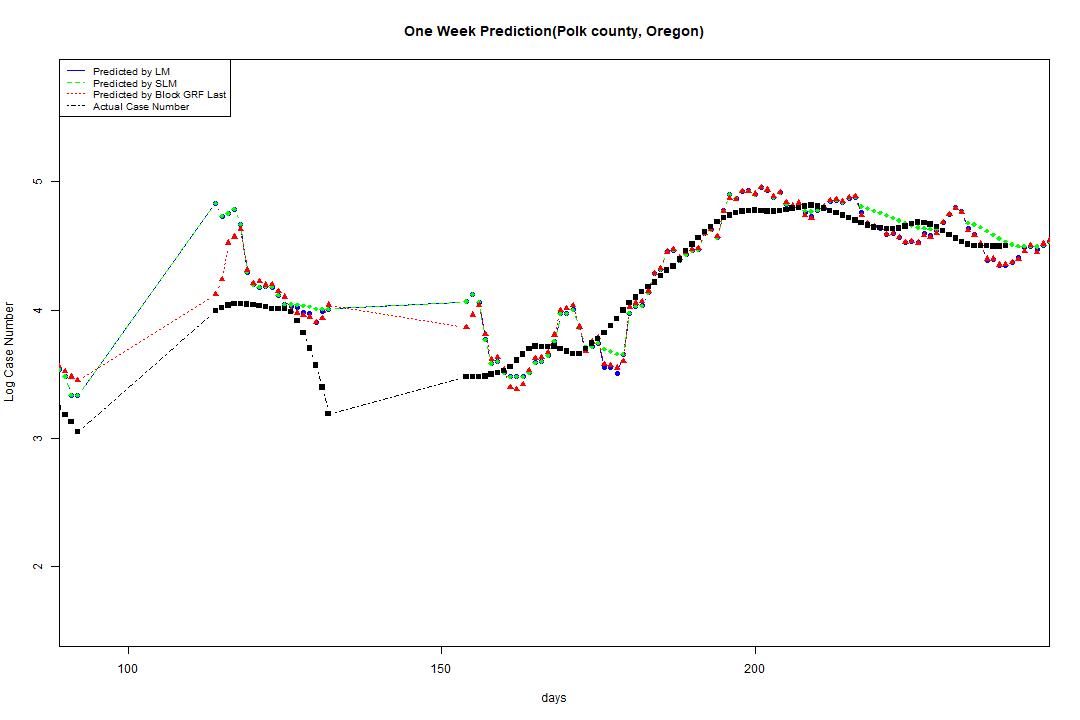 One Week Prediction(Polk county, Oregon)
Predicted by LM
Predicted by SLM
Predicted by Block GRF Last
Actual Case Number
5
4
3
2
Log Case Number
100
150
200
days